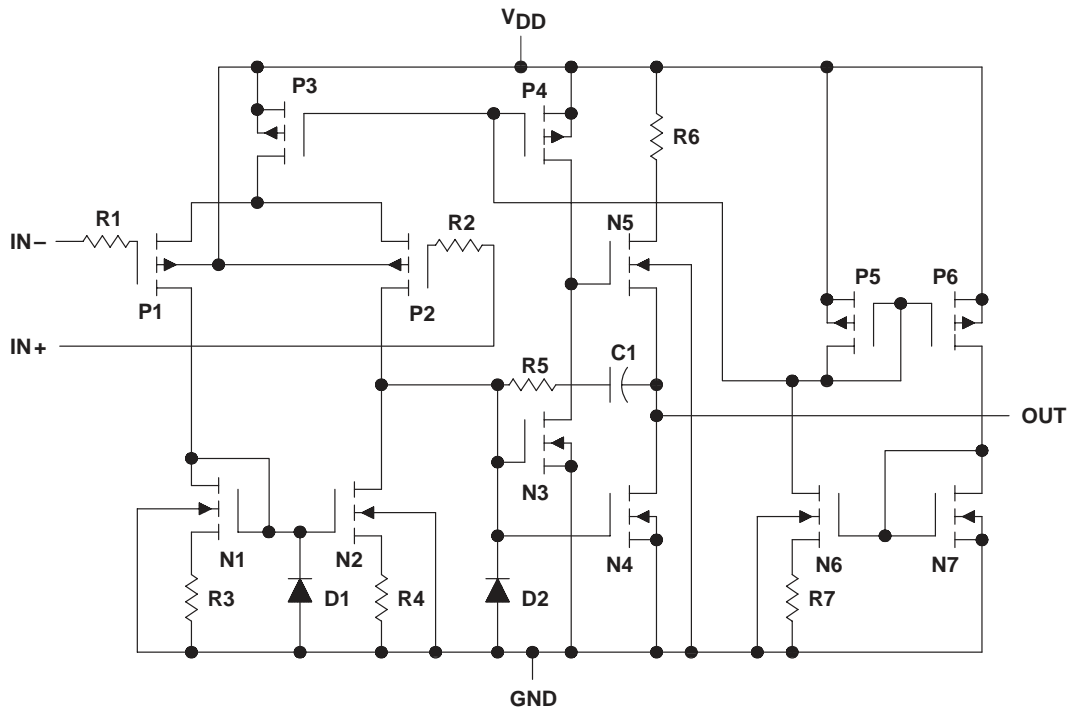 VDD
P3
P4
R6
R1
R2
N5
IN–
P5
P6
P1
P2
IN+
R5
C1
OUT
N3
N1
N2
N4
N6
N7
R3
D1
R4
D2
R7
GND